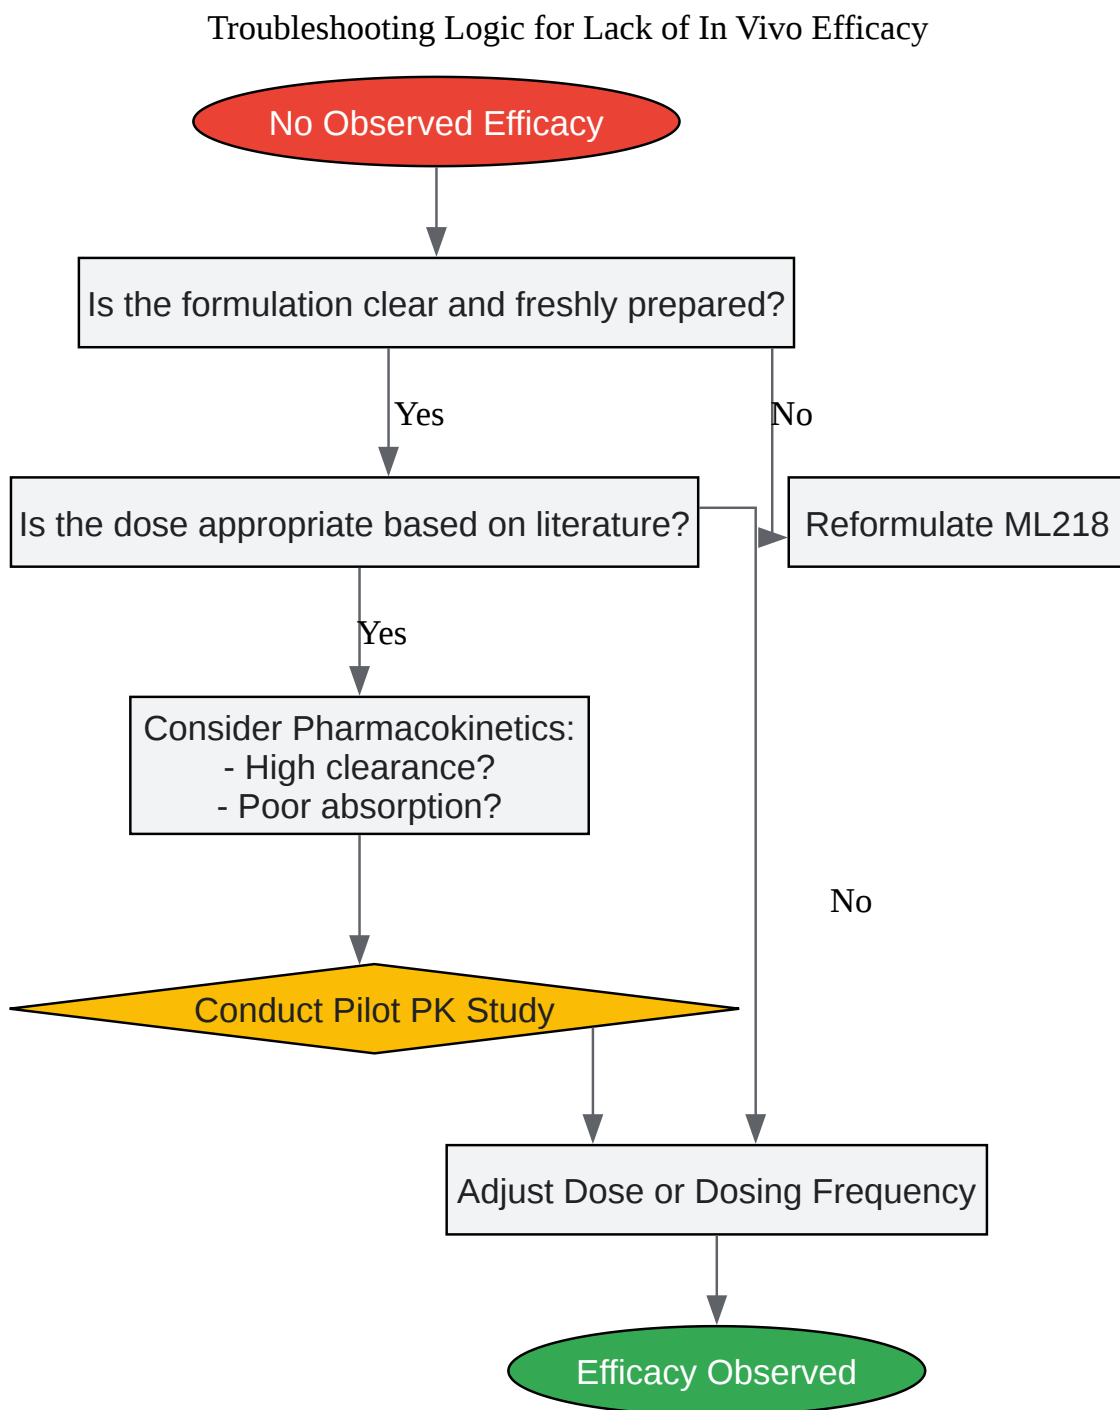 Troubleshooting Logic for Lack of In Vivo Efficacy
No Observed Efficacy
Is the formulation clear and freshly prepared?
Yes
No
Is the dose appropriate based on literature?
Reformulate ML218
Yes
Consider Pharmacokinetics:
- High clearance?
- Poor absorption?
No
Conduct Pilot PK Study
Adjust Dose or Dosing Frequency
Efficacy Observed